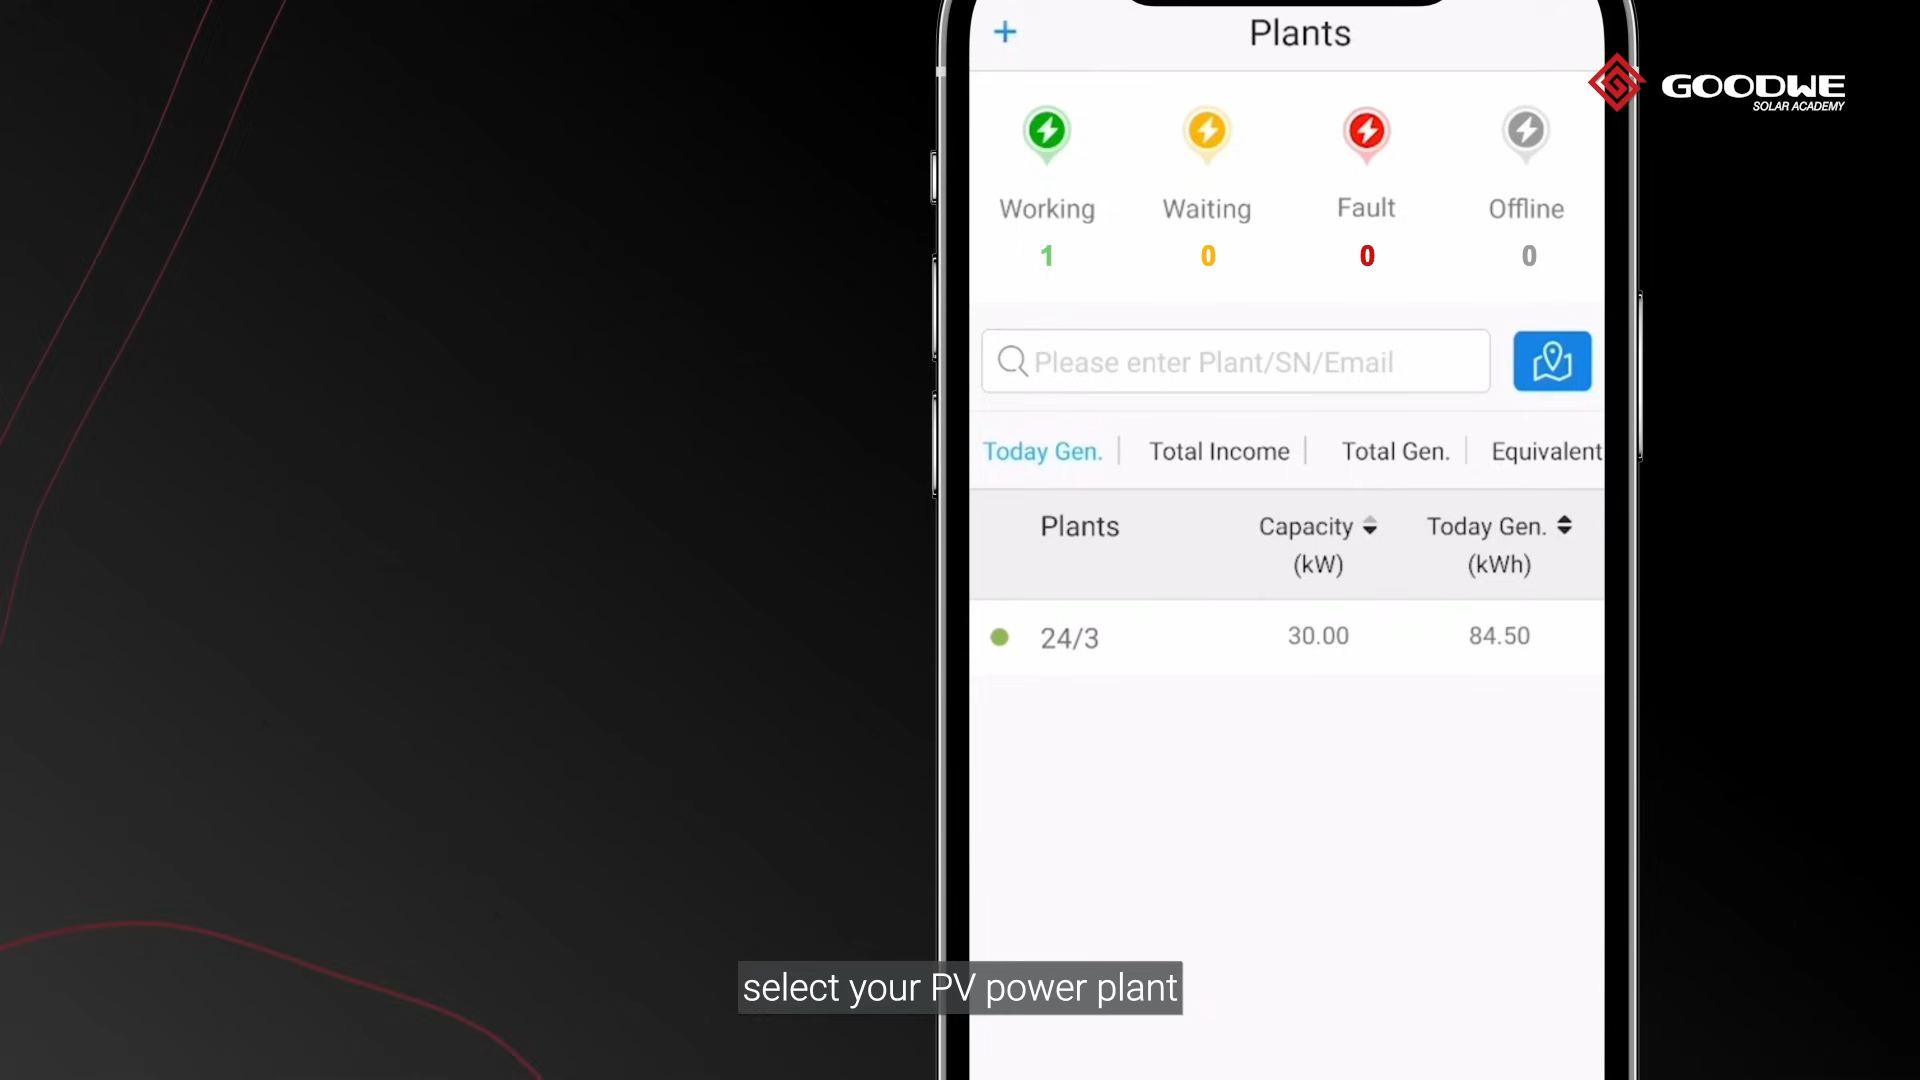 Plants
GOODWE
SOLAR ACADEMY
Working
Waiting
Fault
Offline
1
0
0
0
Please enter Plant/SN/Email
Today Gen.
Total Income
Total Gen.
Equivalent
Plants
Capacity
(kW)
Today Gen.
(kWh)
24/3
30.00
84.50
select your PV power plant